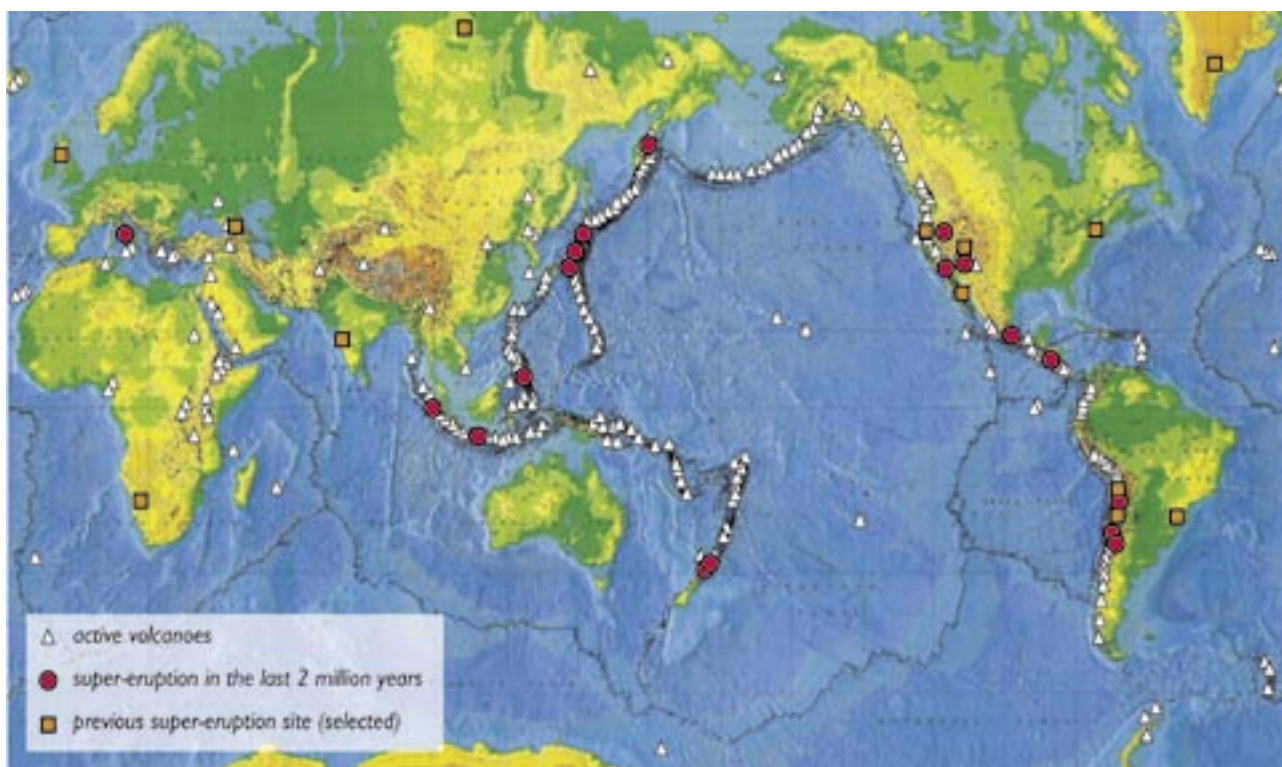 active volcanoes
super-eruption in the last 2 million years
previous super-eruption site (selected)